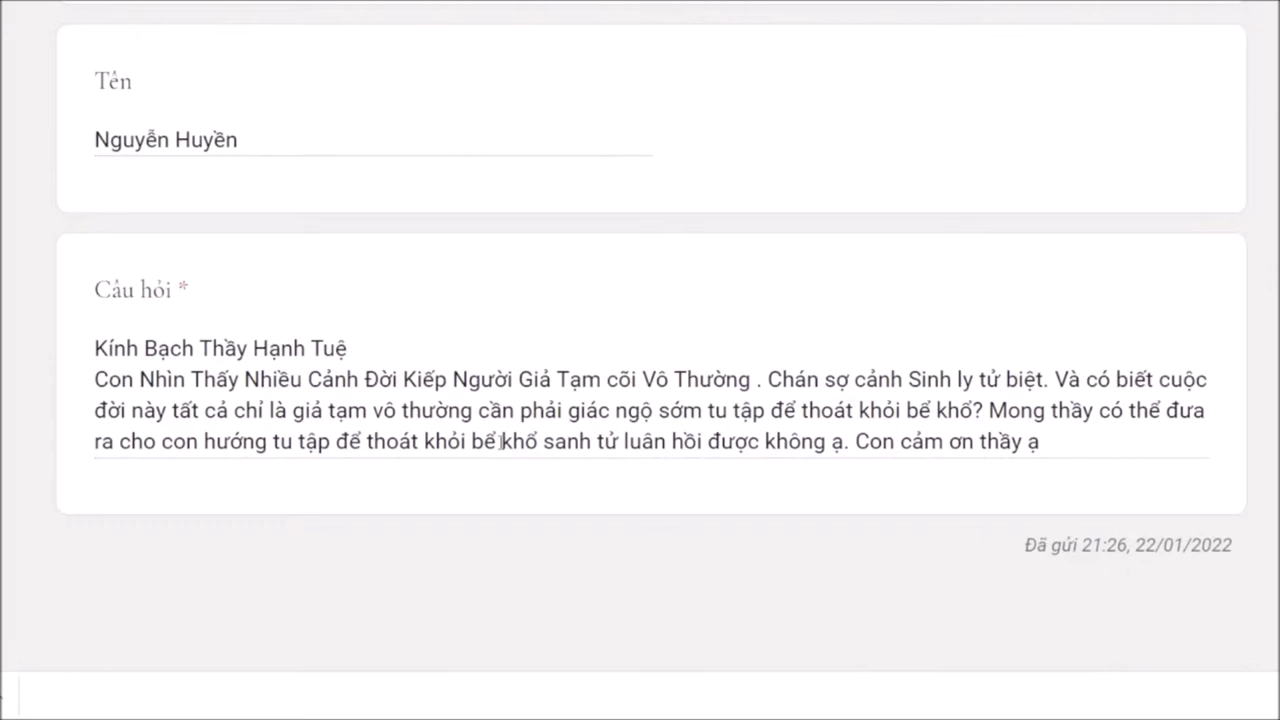 Tên
Nguyễn Huyền
Câu hỏi *
Kính Bạch Thầy Hạnh Tuệ
Con Nhìn Thấy Nhiều Cảnh Đời Kiếp Người Giả Tạm cõi Vô Thường . Chán sợ cảnh Sinh ly tử biệt. Và có biết cuộc
đời này tất cả chỉ là giả tạm vô thường cần phải giác ngộ sớm tu tập để thoát khỏi bể khổ? Mong thầy có thể đưa
ra cho con hướng tu tập để thoát khỏi bể khổ sanh tử luân hồi được không ạ. Con cảm ơn thầy ạ
Đã gửi 21:26, 22/01/2022